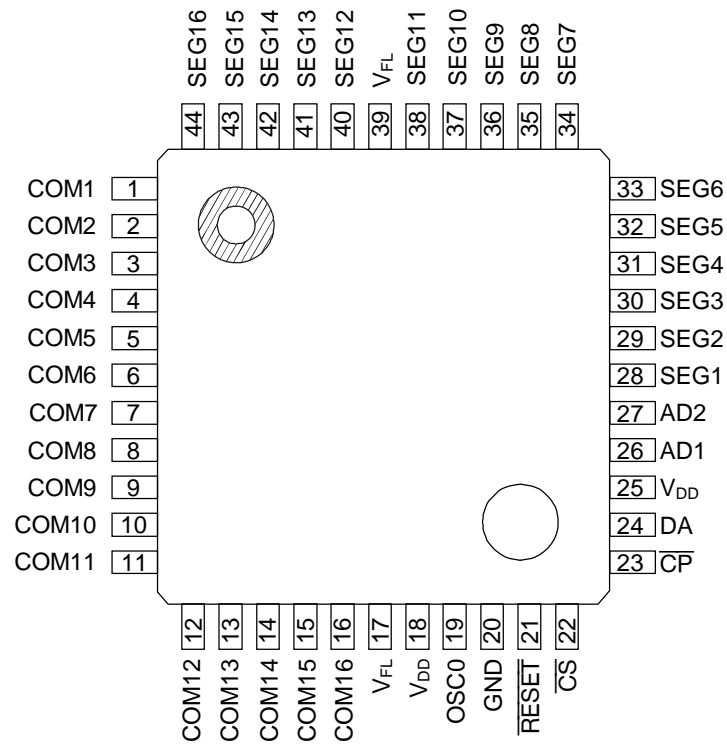 SEG16 SEG15 SEG14 SEG13 SEG12 VFL SEG11 SEG10 SEG9 SEG8 SEG7
44 43 42 41 40 39 38 37 36 35 34
COM1 1 33 SEG6
COM2 2 32 SEG5
COM3 3 31 SEG4
COM4 4 30 SEG3
COM5 5 29 SEG2
COM6 6 28 SEG1
COM7 7 27 AD2
COM8 8 26 AD1
COM9 9 25 VDD
COM10 10 24 DA
COM11 11 23 C̅P̅
12 13 14 15 16 17 18 19 20 21 22
COM12 COM13 COM14 COM15 COM16 VFL VDD OSC0 GND R̅E̅S̅E̅T̅ C̅S̅